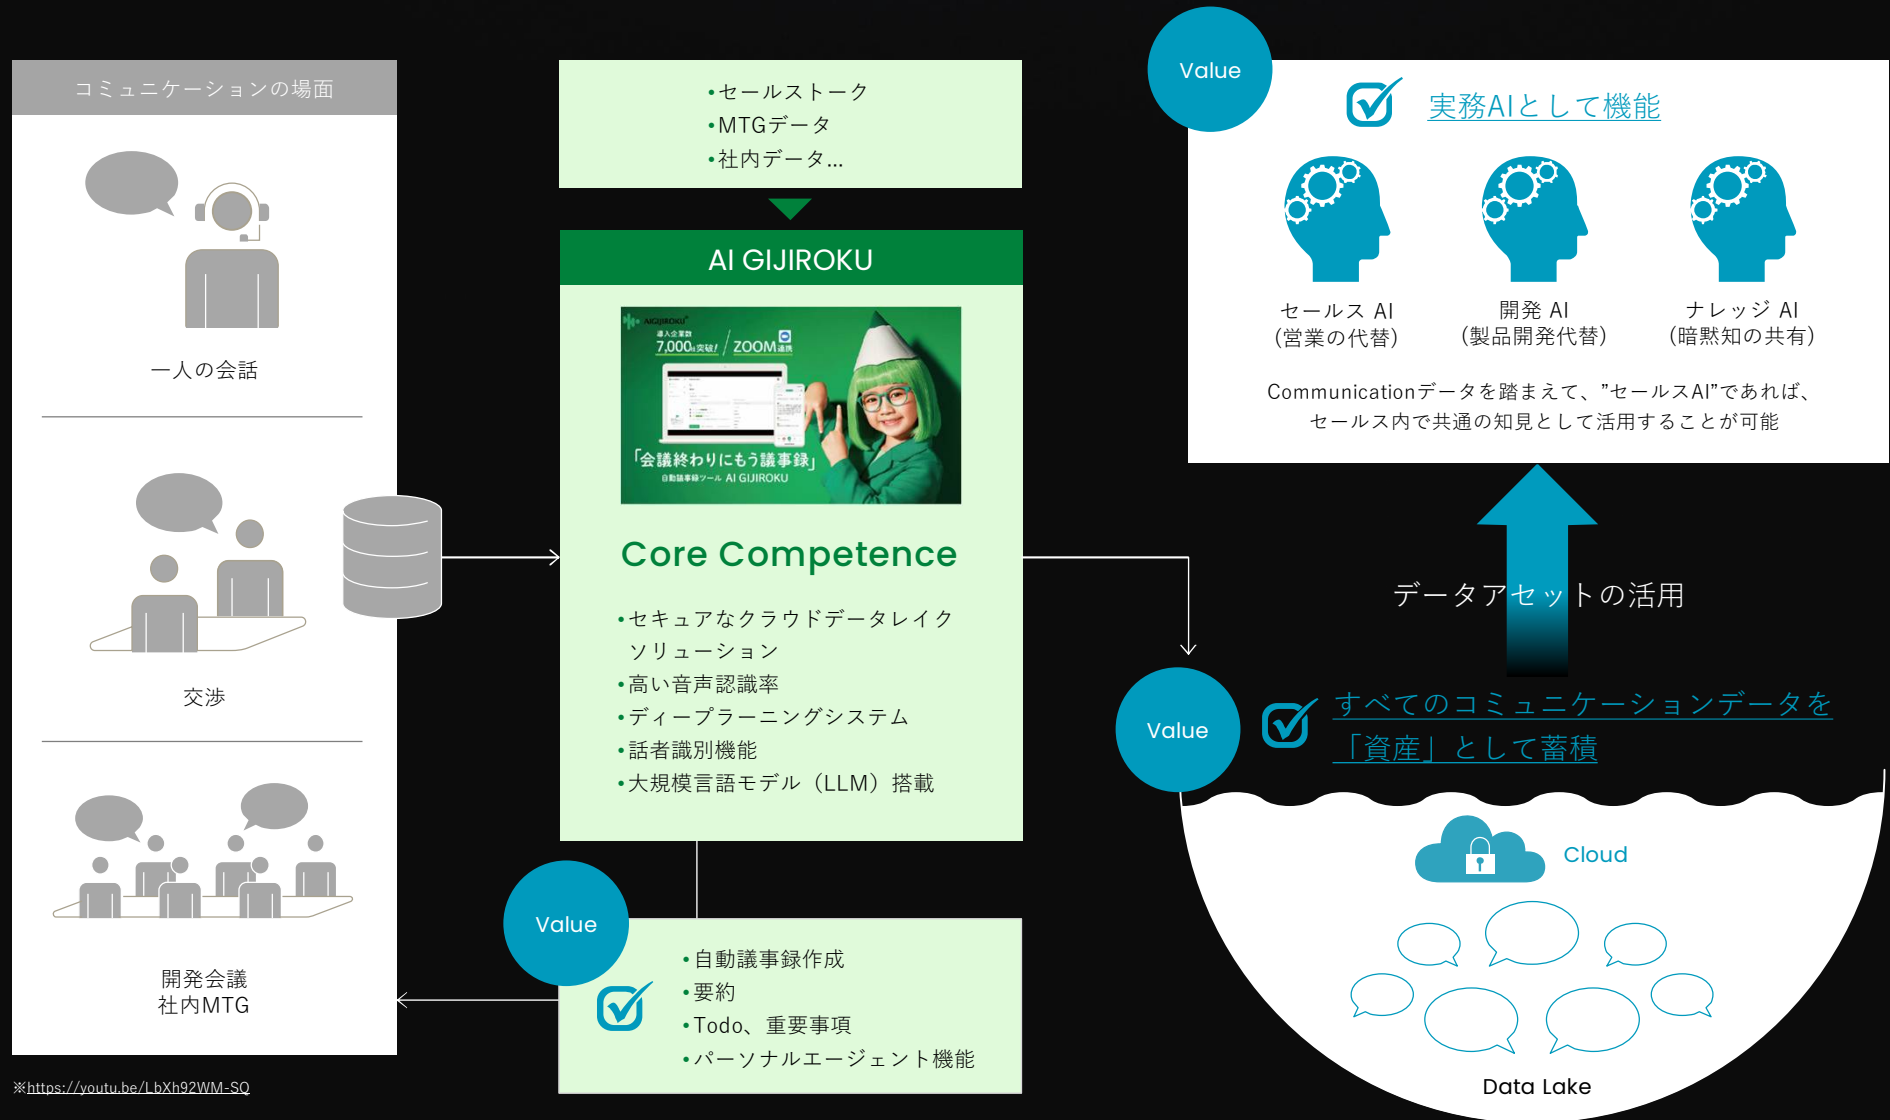 コミュニケーションの場面
一人の会話
交渉
開発会議
社内MTG
※https://youtu.be/LbXh92WM-SQ
•セールストーク
•MTGデータ
•社内データ...
AI GIJIROKU
AIGIJIROKU
導入企業数
7,000社突破!
ZOOM連携
「会議終わりにもう議事録」
自動議事録ツール AI GIJIROKU
Core Competence
•セキュアなクラウドデータレイク
ソリューション
•高い音声認識率
•ディープラーニングシステム
•話者識別機能
•大規模言語モデル（LLM）搭載
Value
•自動議事録作成
•要約
•Todo、重要事項
•パーソナルエージェント機能
Value
実務AIとして機能
セールス AI
(営業の代替)
開発 AI
(製品開発代替)
ナレッジ AI
(暗黙知の共有)
Communicationデータを踏まえて、”セールスAI”であれば、
セールス内で共通の知見として活用することが可能
データアセットの活用
Value
すべてのコミュニケーションデータを
「資産」として蓄積
Cloud
Data Lake